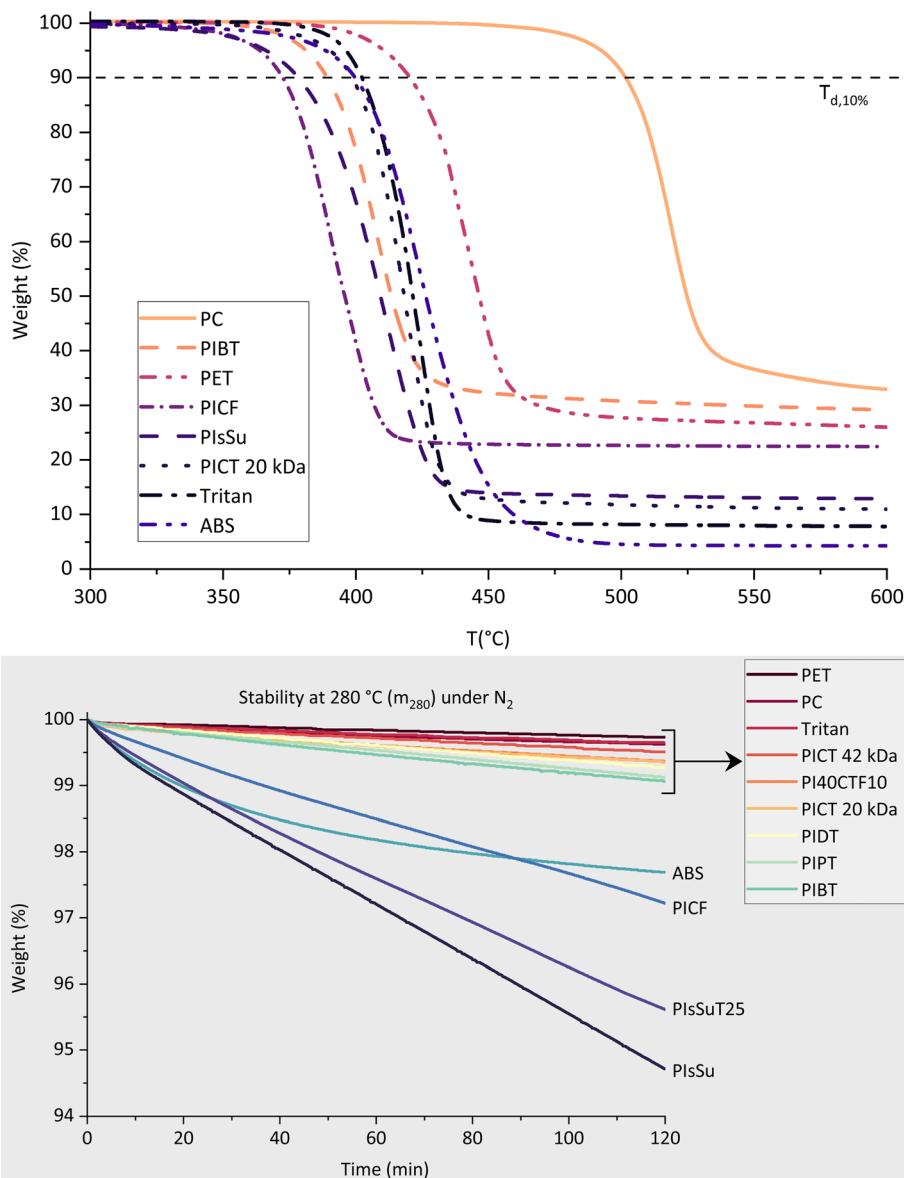 100
90
80
70
60
50
40
30
20
10
0
Weight (%)
T_d,10%
PC
PIBT
PET
PICF
PIsSu
PICT 20 kDa
Tritan
ABS
300
350
400
450
500
550
600
T(°C)
Stability at 280 °C (m₂₈₀) under N₂
100
99
98
97
96
95
94
Weight (%)
ABS
PICF
PIsSuT25
PIsSu
0
20
40
60
80
100
120
Time (min)
PET
PC
Tritan
PICT 42 kDa
PI40CTF10
PICT 20 kDa
PIDT
PIPT
PIBT